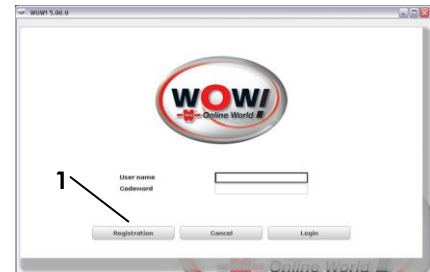 WOW! 5.00.0
WOW!
Online World
1
User name
Codeword
Registration
Cancel
Login
Online World